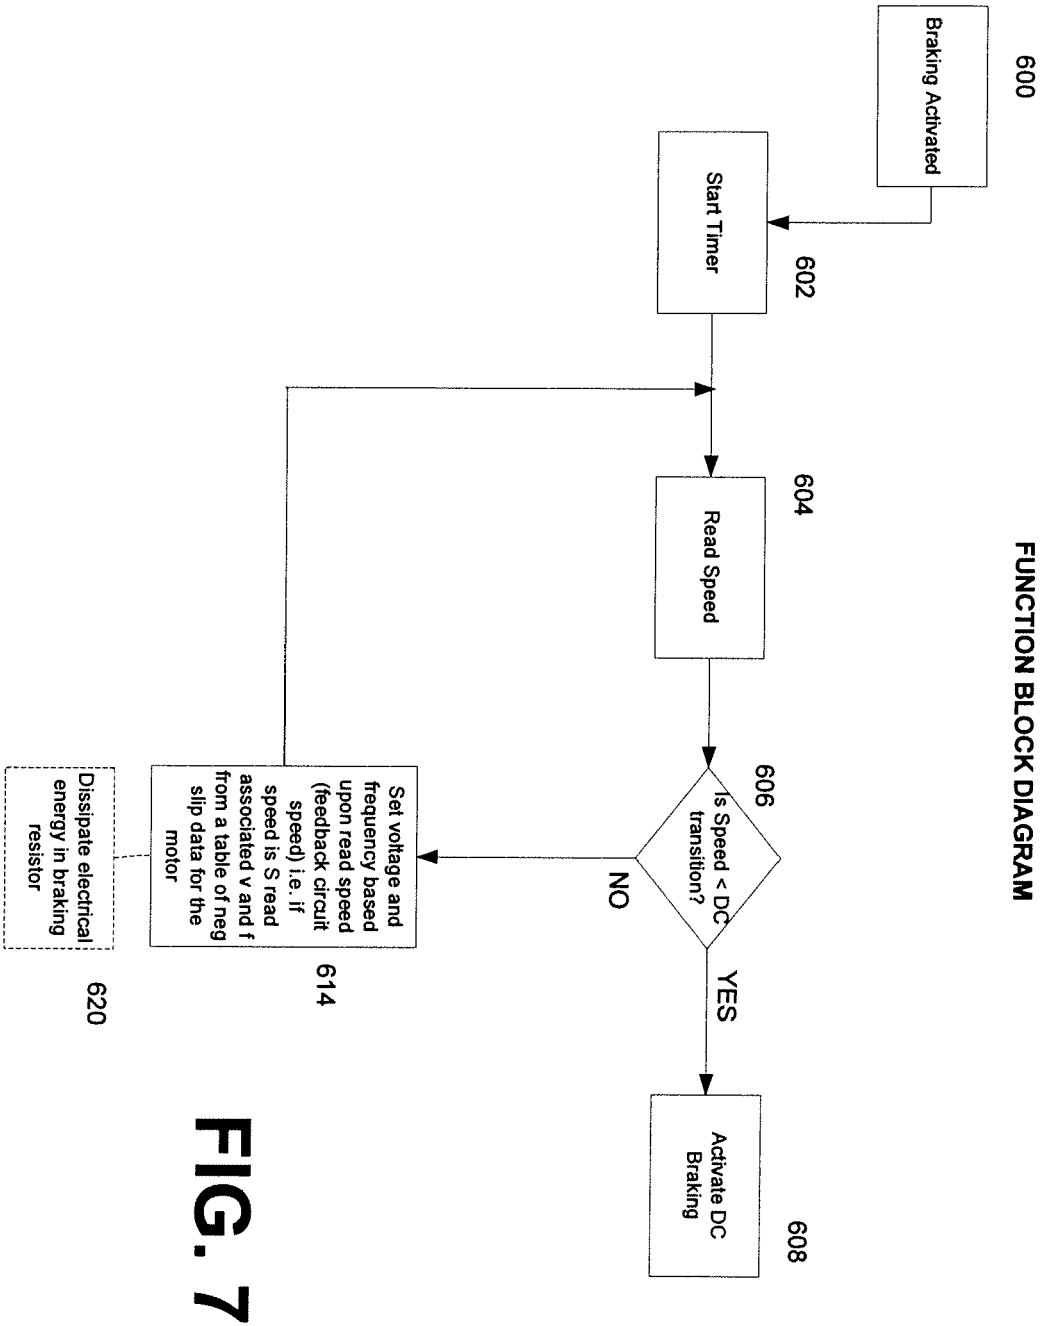 FUNCTION BLOCK DIAGRAM
600
Braking Activated
602
Start Timer
604
Read Speed
606
Is Speed < DC
transition?
YES
NO
608
Activate DC
Braking
614
Set voltage and
frequency based
upon read speed
(feedback circuit
speed) i.e. if
speed is S read
associated v and f
from a table of neg
slip data for the
motor
620
Dissipate electrical
energy in braking
resistor
FIG. 7